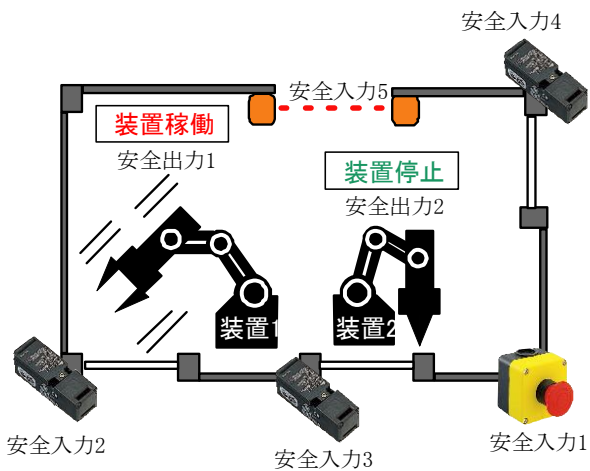 安全入力4
安全入力5
装置稼働
安全出力1
装置停止
安全出力2
装置1
装置2
安全入力2
安全入力3
安全入力1